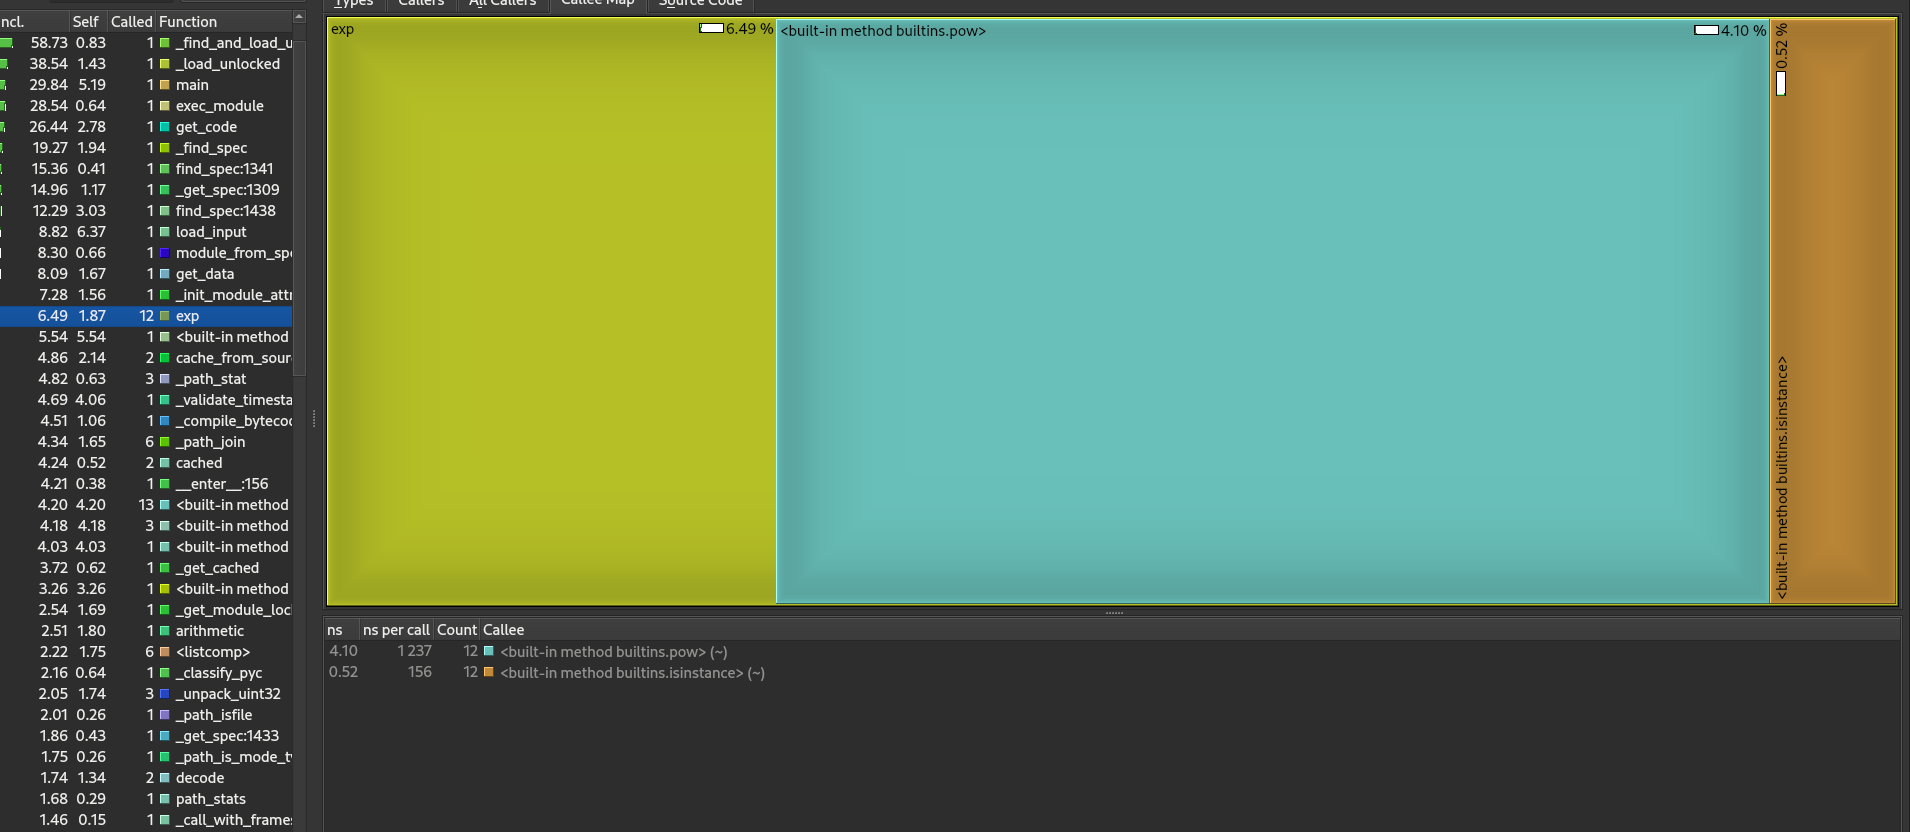 Types Callers All Callers Callee Map Source Code
ncl. Self Called Function
58.73 0.83 1 _find_and_load_u
38.54 1.43 1 _load_unlocked
29.84 5.19 1 main
28.54 0.64 1 exec_module
26.44 2.78 1 get_code
19.27 1.94 1 _find_spec
15.36 0.41 1 find_spec:1341
14.96 1.17 1 _get_spec:1309
12.29 3.03 1 find_spec:1438
8.82 6.37 1 load_input
8.30 0.66 1 module_from_spe
8.09 1.67 1 get_data
7.28 1.56 1 _init_module_attr
6.49 1.87 12 exp
5.54 5.54 1 <built-in method
4.86 2.14 2 cache_from_sour
4.82 0.63 3 _path_stat
4.69 4.06 1 _validate_timesta
4.51 1.06 1 _compile_bytecod
4.34 1.65 6 _path_join
4.24 0.52 2 cached
4.21 0.38 1 __enter__:156
4.20 4.20 13 <built-in method
4.18 4.18 3 <built-in method
4.03 4.03 1 <built-in method
3.72 0.62 1 _get_cached
3.26 3.26 1 <built-in method
2.54 1.69 1 _get_module_loc
2.51 1.80 1 arithmetic
2.22 1.75 6 <listcomp>
2.16 0.64 1 _classify_pyc
2.05 1.74 3 _unpack_uint32
2.01 0.26 1 _path_isfile
1.86 0.43 1 _get_spec:1433
1.75 0.26 1 _path_is_mode_t
1.74 1.34 2 decode
1.68 0.29 1 path_stats
1.46 0.15 1 _call_with_frames
exp 6.49 %
<built-in method builtins.pow> 4.10 %
<built-in method builtins.isinstance> 0.52 %
ns ns per call Count Callee
4.10 1 237 12 <built-in method builtins.pow> (~)
0.52 156 12 <built-in method builtins.isinstance> (~)